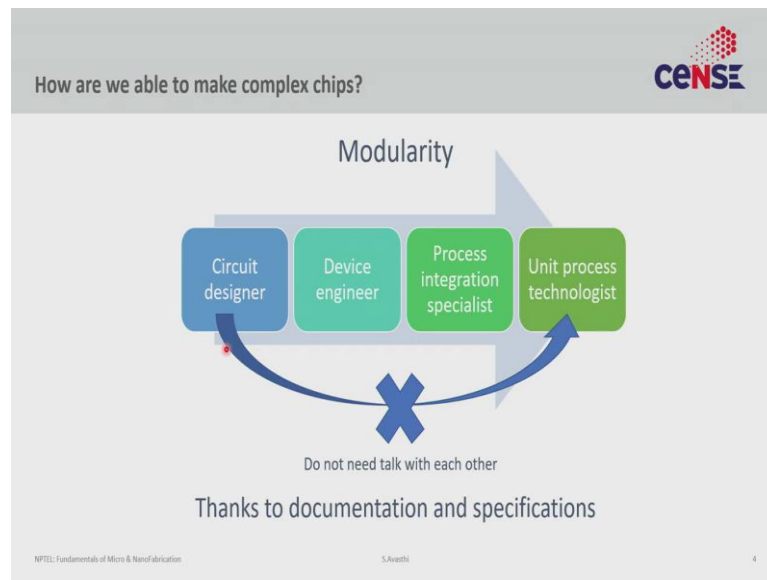 How are we able to make complex chips?
CeNSE
Modularity
Circuit
designer
Device
engineer
Process
integration
specialist
Unit process
technologist
Do not need talk with each other
Thanks to documentation and specifications
NPTEL: Fundamentals of Micro & NanoFabrication
S.Avasthi
4